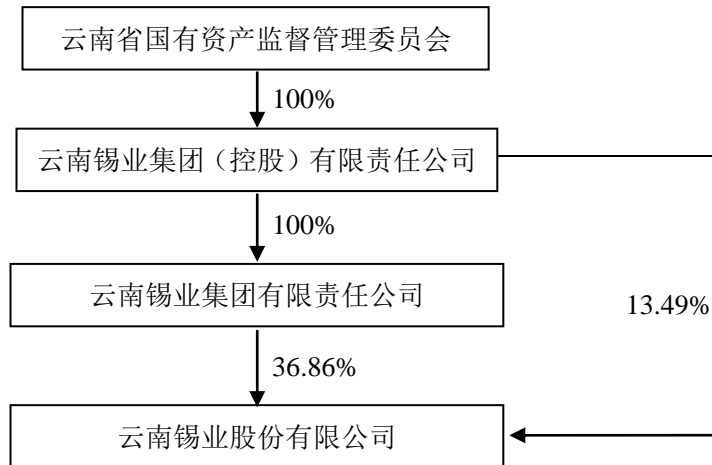 云南省国有资产监督管理委员会
100%
云南锡业集团（控股）有限责任公司
100%
云南锡业集团有限责任公司
13.49%
36.86%
云南锡业股份有限公司